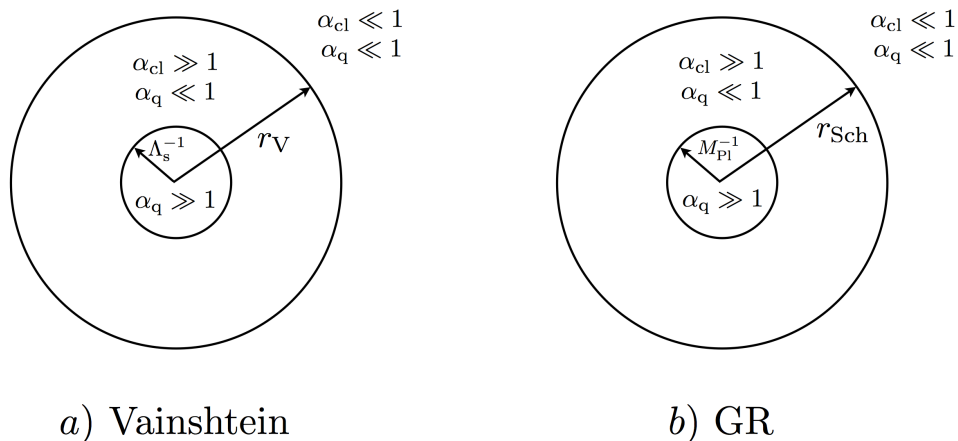 α_cl ≪ 1
α_q ≪ 1
α_cl ≫ 1
α_q ≪ 1
r_V
Λ_s^{-1}
α_q ≫ 1
a) Vainshtein
α_cl ≪ 1
α_q ≪ 1
α_cl ≫ 1
α_q ≪ 1
r_Sch
M_Pl^{-1}
α_q ≫ 1
b) GR